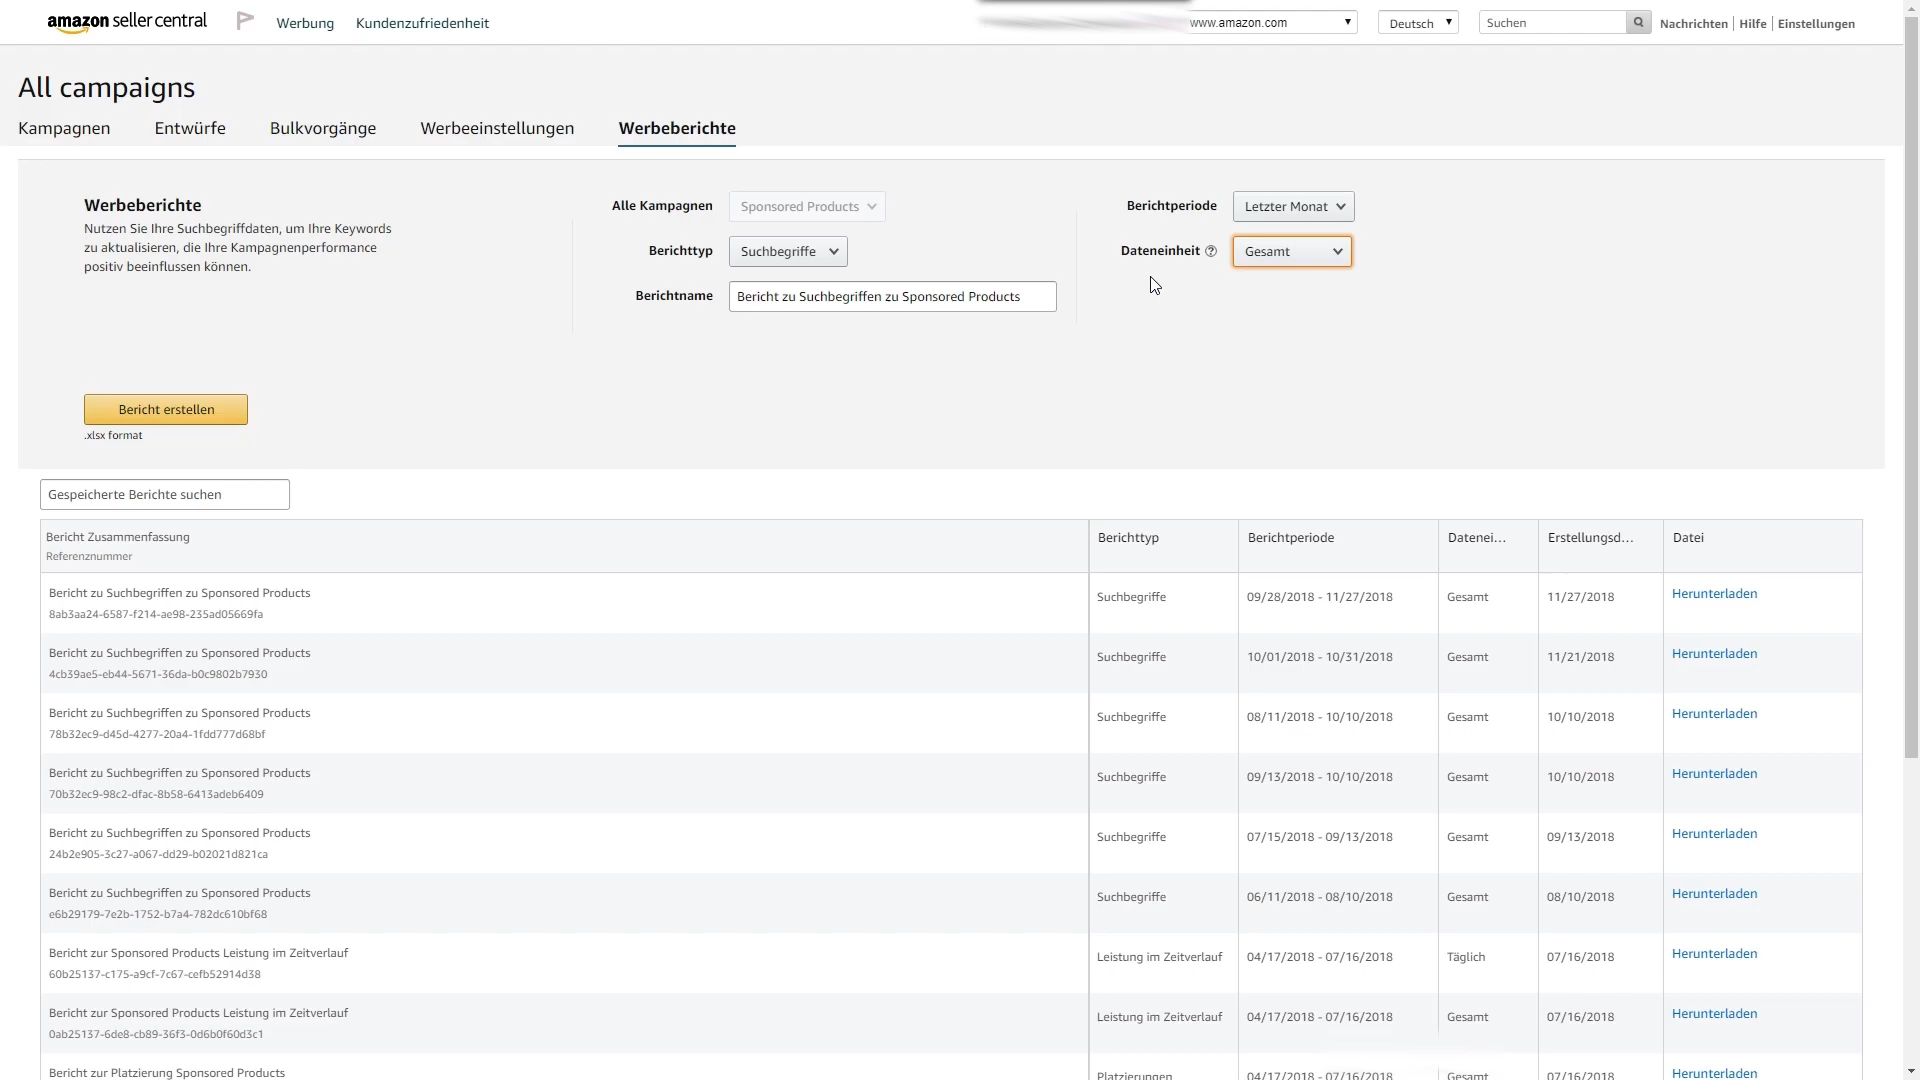 amazon seller central
Werbung
Kundenzufriedenheit
www.amazon.com
Deutsch
Suchen
Nachrichten
Hilfe
Einstellungen
All campaigns
Kampagnen
Entwürfe
Bulkvorgänge
Werbeeinstellungen
Werbeberichte
Werbeberichte
Nutzen Sie Ihre Suchbegriffdaten, um Ihre Keywords
zu aktualisieren, die Ihre Kampagnenperformance
positiv beeinflussen können.
Alle Kampagnen
Sponsored Products
Berichttyp
Suchbegriffe
Berichtname
Bericht zu Suchbegriffen zu Sponsored Products
Berichtperiode
Letzter Monat
Dateneinheit
Gesamt
Bericht erstellen
.xlsx format
Gespeicherte Berichte suchen
Bericht Zusammenfassung
Referenznummer
Berichttyp
Berichtperiode
Datenei...
Erstellungsd...
Datei
Bericht zu Suchbegriffen zu Sponsored Products
8ab3aa24-6587-f214-ae98-235ad05669fa
Suchbegriffe
09/28/2018 - 11/27/2018
Gesamt
11/27/2018
Herunterladen
Bericht zu Suchbegriffen zu Sponsored Products
4cb39ae5-eb44-5671-36da-b0c9802b7930
Suchbegriffe
10/01/2018 - 10/31/2018
Gesamt
11/21/2018
Herunterladen
Bericht zu Suchbegriffen zu Sponsored Products
78b32ec9-d45d-4277-20a4-1fdd777d68bf
Suchbegriffe
08/11/2018 - 10/10/2018
Gesamt
10/10/2018
Herunterladen
Bericht zu Suchbegriffen zu Sponsored Products
70b32ec9-98c2-dfac-8b58-6413adeb6409
Suchbegriffe
09/13/2018 - 10/10/2018
Gesamt
10/10/2018
Herunterladen
Bericht zu Suchbegriffen zu Sponsored Products
24b2e905-3c27-a067-dd29-b02021d821ca
Suchbegriffe
07/15/2018 - 09/13/2018
Gesamt
09/13/2018
Herunterladen
Bericht zu Suchbegriffen zu Sponsored Products
e6b29179-7e2b-1752-b7a4-782dc610bf68
Suchbegriffe
06/11/2018 - 08/10/2018
Gesamt
08/10/2018
Herunterladen
Bericht zur Sponsored Products Leistung im Zeitverlauf
60b25137-c175-a9cf-7c67-cefb52914d38
Leistung im Zeitverlauf
04/17/2018 - 07/16/2018
Täglich
07/16/2018
Herunterladen
Bericht zur Sponsored Products Leistung im Zeitverlauf
0ab25137-6de8-cb89-36f3-0d6b0f60d3c1
Leistung im Zeitverlauf
04/17/2018 - 07/16/2018
Gesamt
07/16/2018
Herunterladen
Bericht zur Platzierung Sponsored Products
Platzierungen
04/17/2018 - 07/16/2018
Gesamt
07/16/2018
Herunterladen